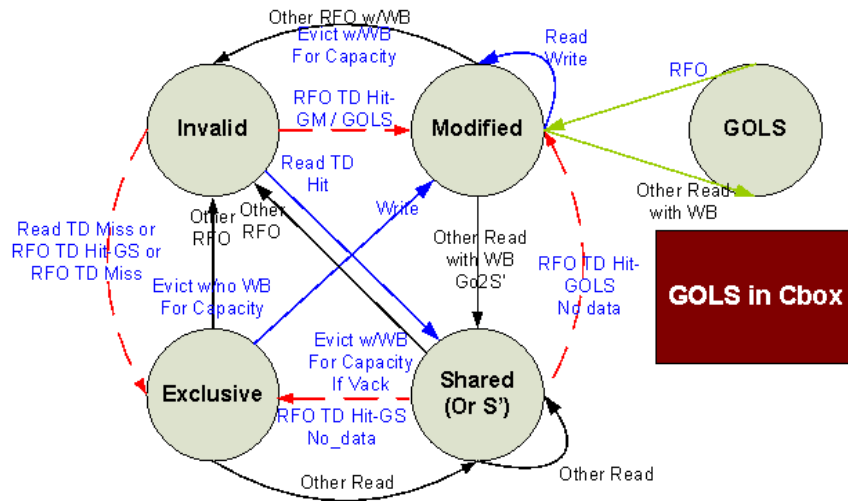 Other RFO w/WB
Evict w/WB
For Capacity
Read
Write
RFO
Invalid
RFO TD Hit-
GM / GOLS
Modified
GOLS
Read TD
Hit
Other
RFO
Other
RFO
Write
Other Read
with WB
Read TD Miss or
RFO TD Hit-GS or
RFO TD Miss
Other Read
with WB
Go2S'
RFO TD Hit-
GOLS
No data
GOLS in Cbox
Evict w/no WB
For Capacity
Evict w/WB
For Capacity
If Vack
Exclusive
Shared
(Or S')
RFO TD Hit-GS
No_data
Other Read
Other Read